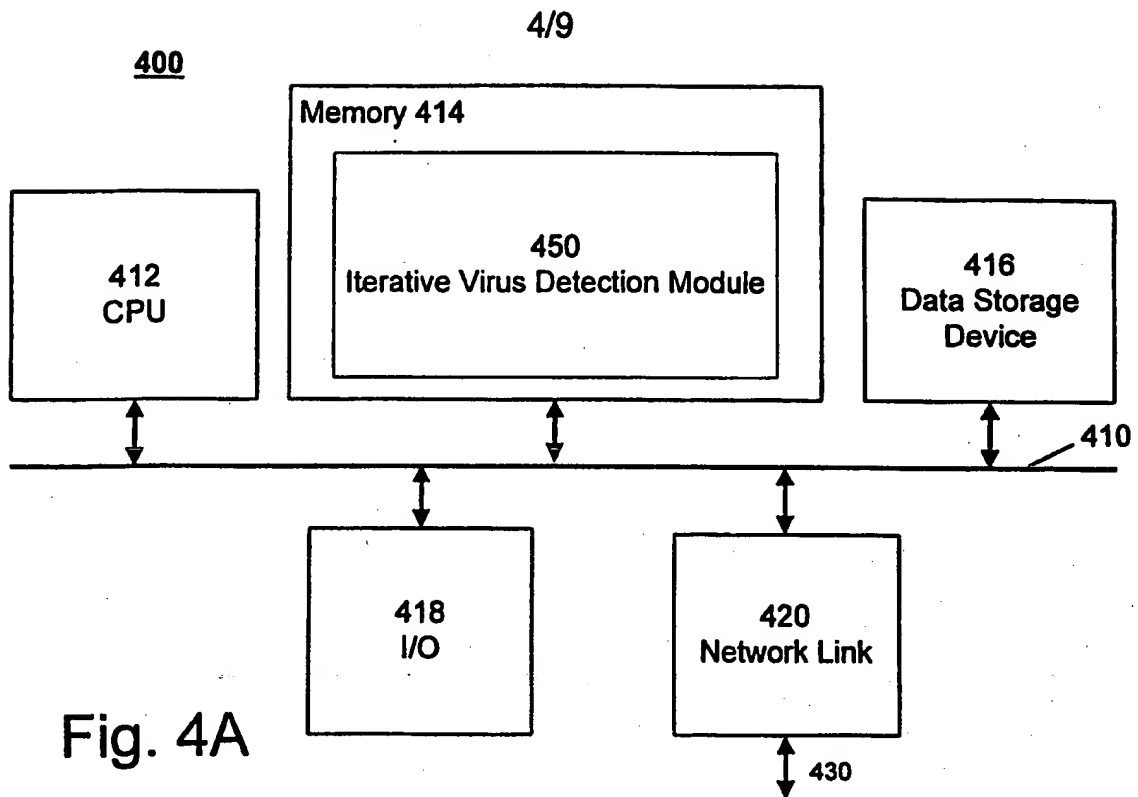 4/9
400
Memory 414
450
Iterative Virus Detection Module
412
CPU
416
Data Storage
Device
410
418
I/O
420
Network Link
430
Fig. 4A